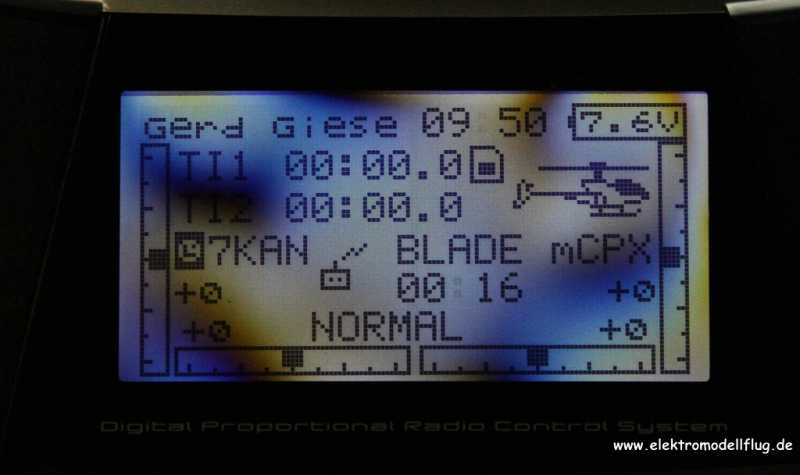 Gerd Giese 09:50 7.6V
TI1 00:00.0
TI2 00:00.0
7KAN BLADE mCPX
+0 00:16 +0
+0 NORMAL +0
Digital Proportional Radio Control System
www.elektromodellflug.de